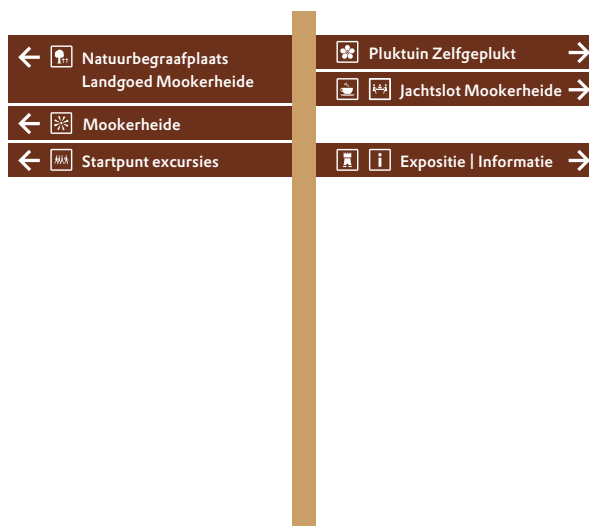 Natuurbegraafplaats
Landgoed Mookerheide
Mookerheide
Startpunt excursies
Pluktuin Zelfgeplukt
Jachtslot Mookerheide
i Expositie | Informatie